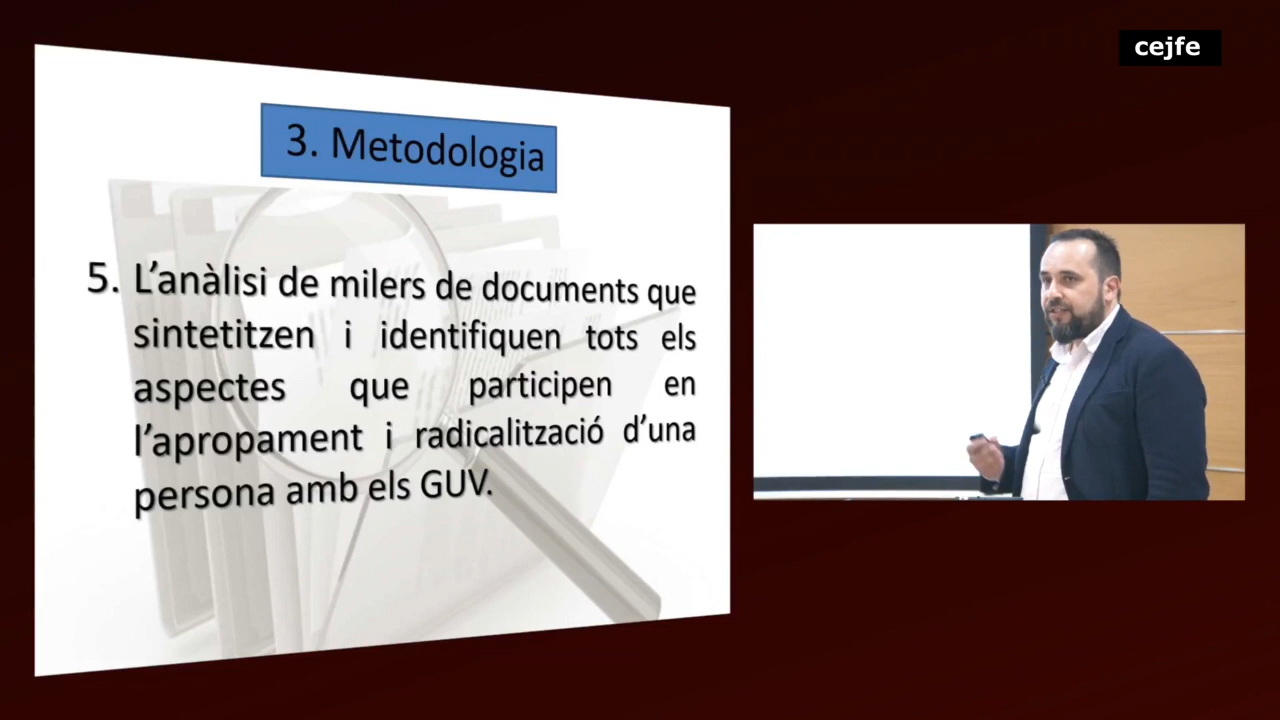 cejfe
3. Metodologia
5. L’anàlisi de milers de documents que
sintetitzen i identifiquen tots els
aspectes que participen en
l’apropament i radicalització d’una
persona amb els GUV.